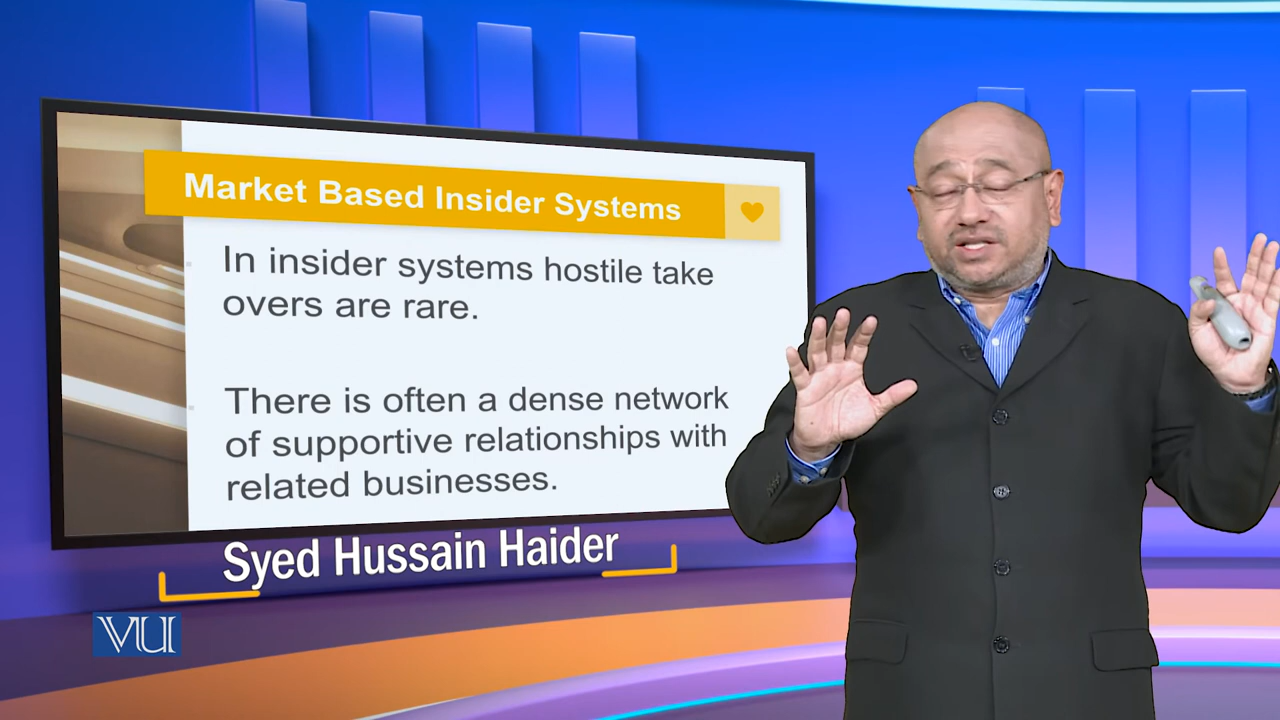 Market Based Insider Systems
In insider systems hostile take
overs are rare.
There is often a dense network
of supportive relationships with
related businesses.
Syed Hussain Haider
VU